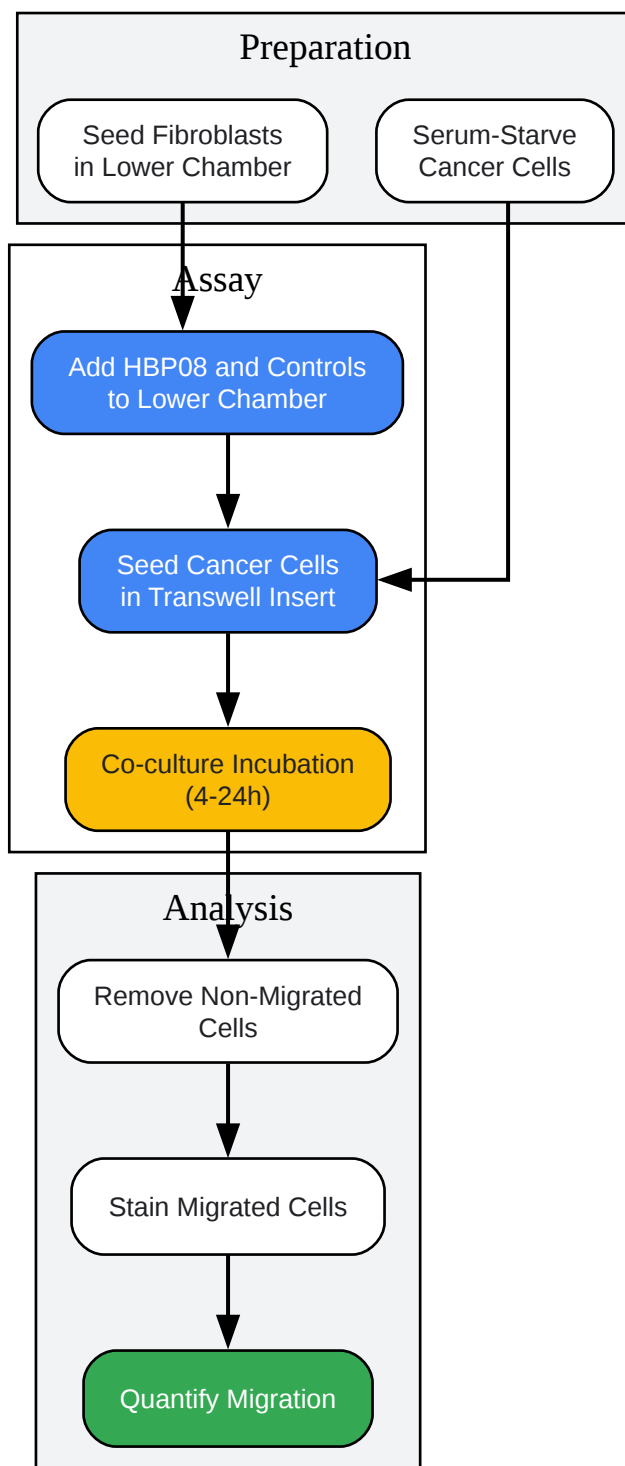 Preparation
Seed Fibroblasts
in Lower Chamber
Serum-Starve
Cancer Cells
Assay
Add HBP08 and Controls
to Lower Chamber
Seed Cancer Cells
in Transwell Insert
Co-culture Incubation
(4-24h)
Analysis
Remove Non-Migrated
Cells
Stain Migrated Cells
Quantify Migration